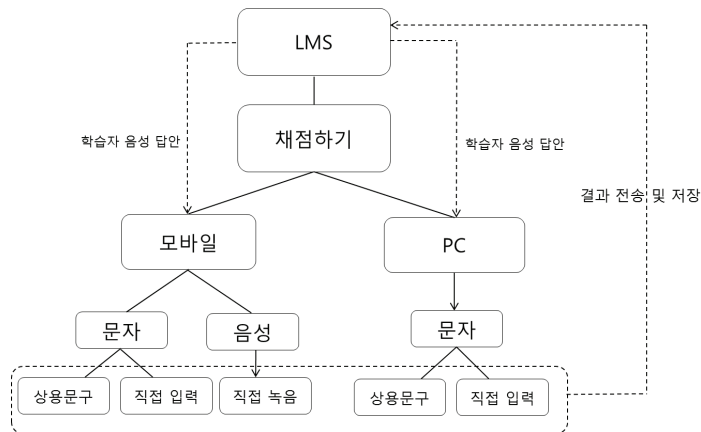 LMS
채점하기
학습자 음성 답안
학습자 음성 답안
결과 전송 및 저장
모바일
PC
문자
음성
문자
상용문구
직접 입력
직접 녹음
상용문구
직접 입력